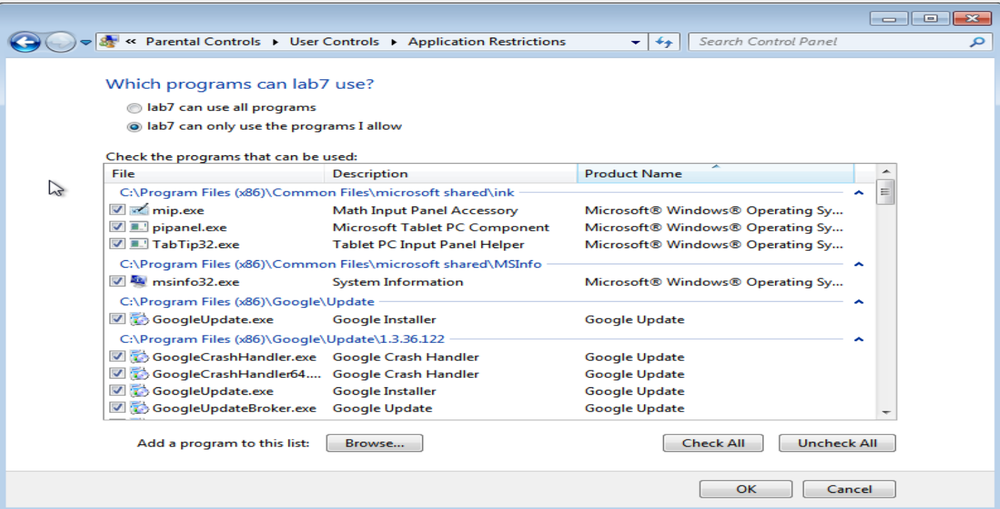 « Parental Controls ▸ User Controls ▸ Application Restrictions Search Control Panel
Which programs can lab7 use?
lab7 can use all programs
lab7 can only use the programs I allow
Check the programs that can be used:
File Description Product Name
C:\Program Files (x86)\Common Files\microsoft shared\ink
mip.exe Math Input Panel Accessory Microsoft® Windows® Operating Sy...
pipanel.exe Microsoft Tablet PC Component Microsoft® Windows® Operating Sy...
TabTip32.exe Tablet PC Input Panel Helper Microsoft® Windows® Operating Sy...
C:\Program Files (x86)\Common Files\microsoft shared\MSInfo
msinfo32.exe System Information Microsoft® Windows® Operating Sy...
C:\Program Files (x86)\Google\Update
GoogleUpdate.exe Google Installer Google Update
C:\Program Files (x86)\Google\Update\1.3.36.122
GoogleCrashHandler.exe Google Crash Handler Google Update
GoogleCrashHandler64.... Google Crash Handler Google Update
GoogleUpdate.exe Google Installer Google Update
GoogleUpdateBroker.exe Google Update Google Update
Add a program to this list: Browse... Check All Uncheck All
OK Cancel